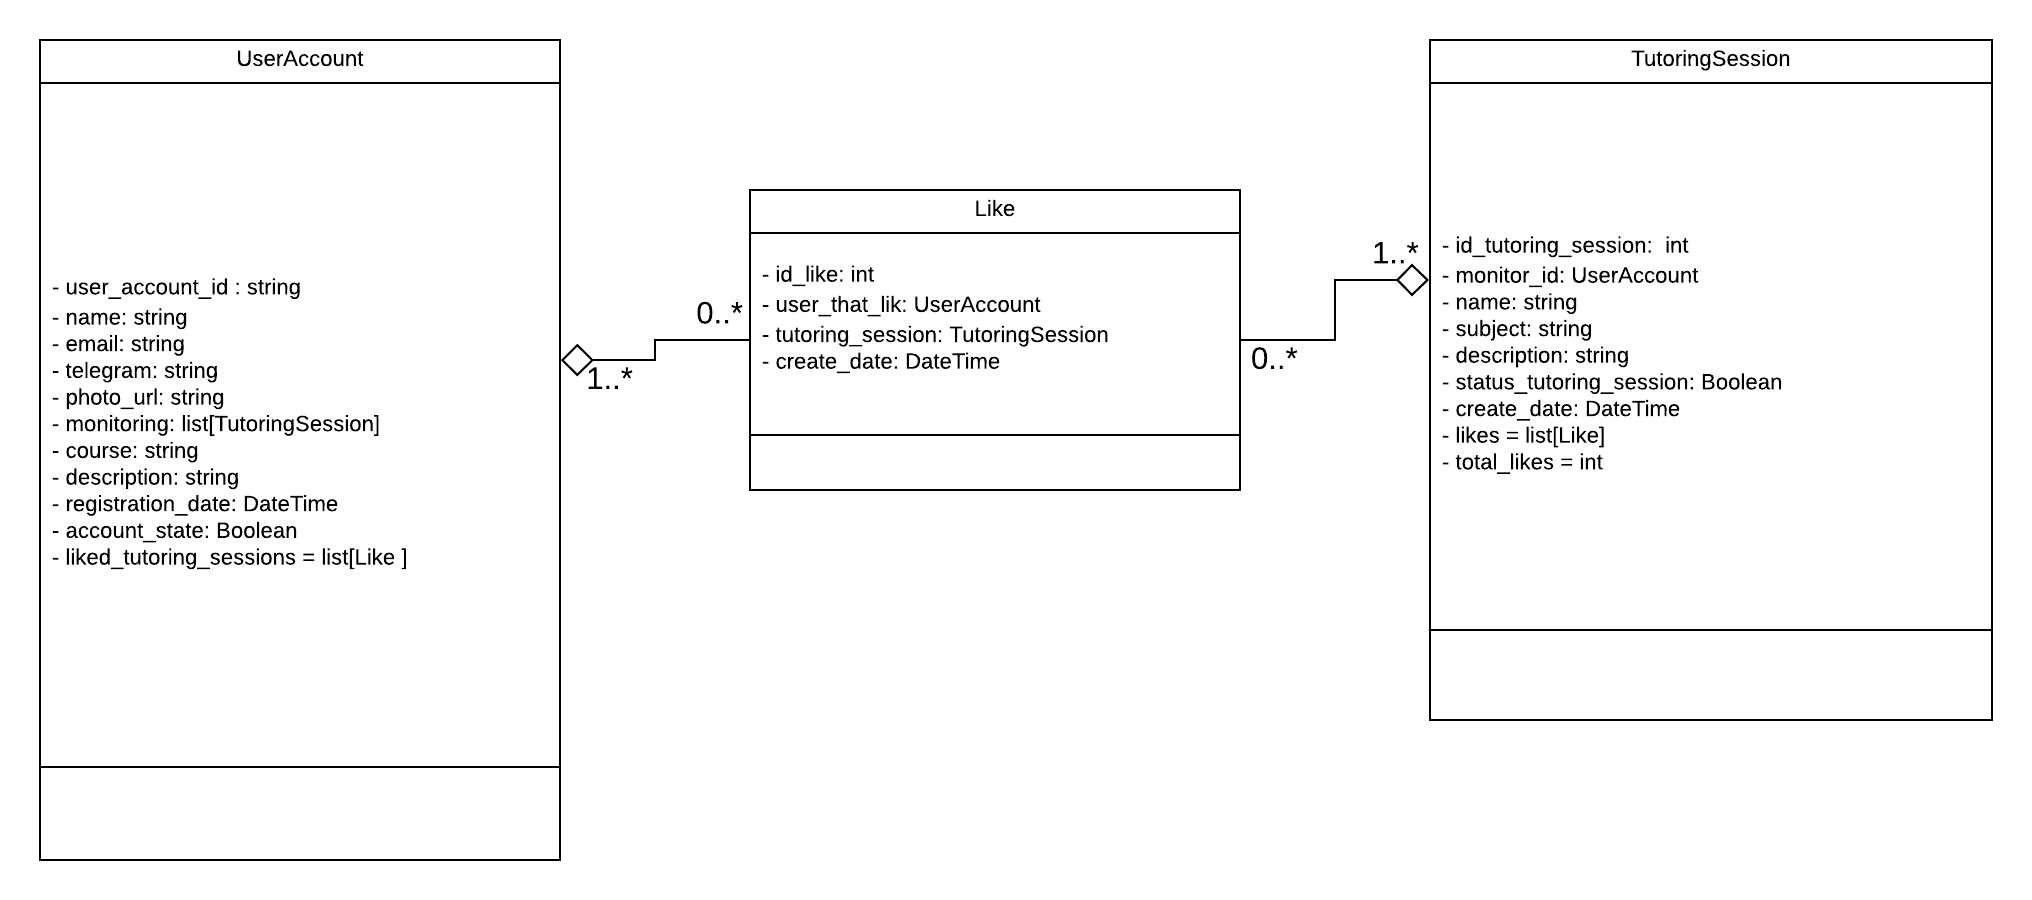 UserAccount
- user_account_id : string
- name: string
- email: string
- telegram: string
- photo_url: string
- monitoring: list[TutoringSession]
- course: string
- description: string
- registration_date: DateTime
- account_state: Boolean
- liked_tutoring_sessions = list[Like ]
1..*
0..*
Like
- id_like: int
- user_that_lik: UserAccount
- tutoring_session: TutoringSession
- create_date: DateTime
0..*
1..*
TutoringSession
- id_tutoring_session:  int
- monitor_id: UserAccount
- name: string
- subject: string
- description: string
- status_tutoring_session: Boolean
- create_date: DateTime
- likes = list[Like]
- total_likes = int